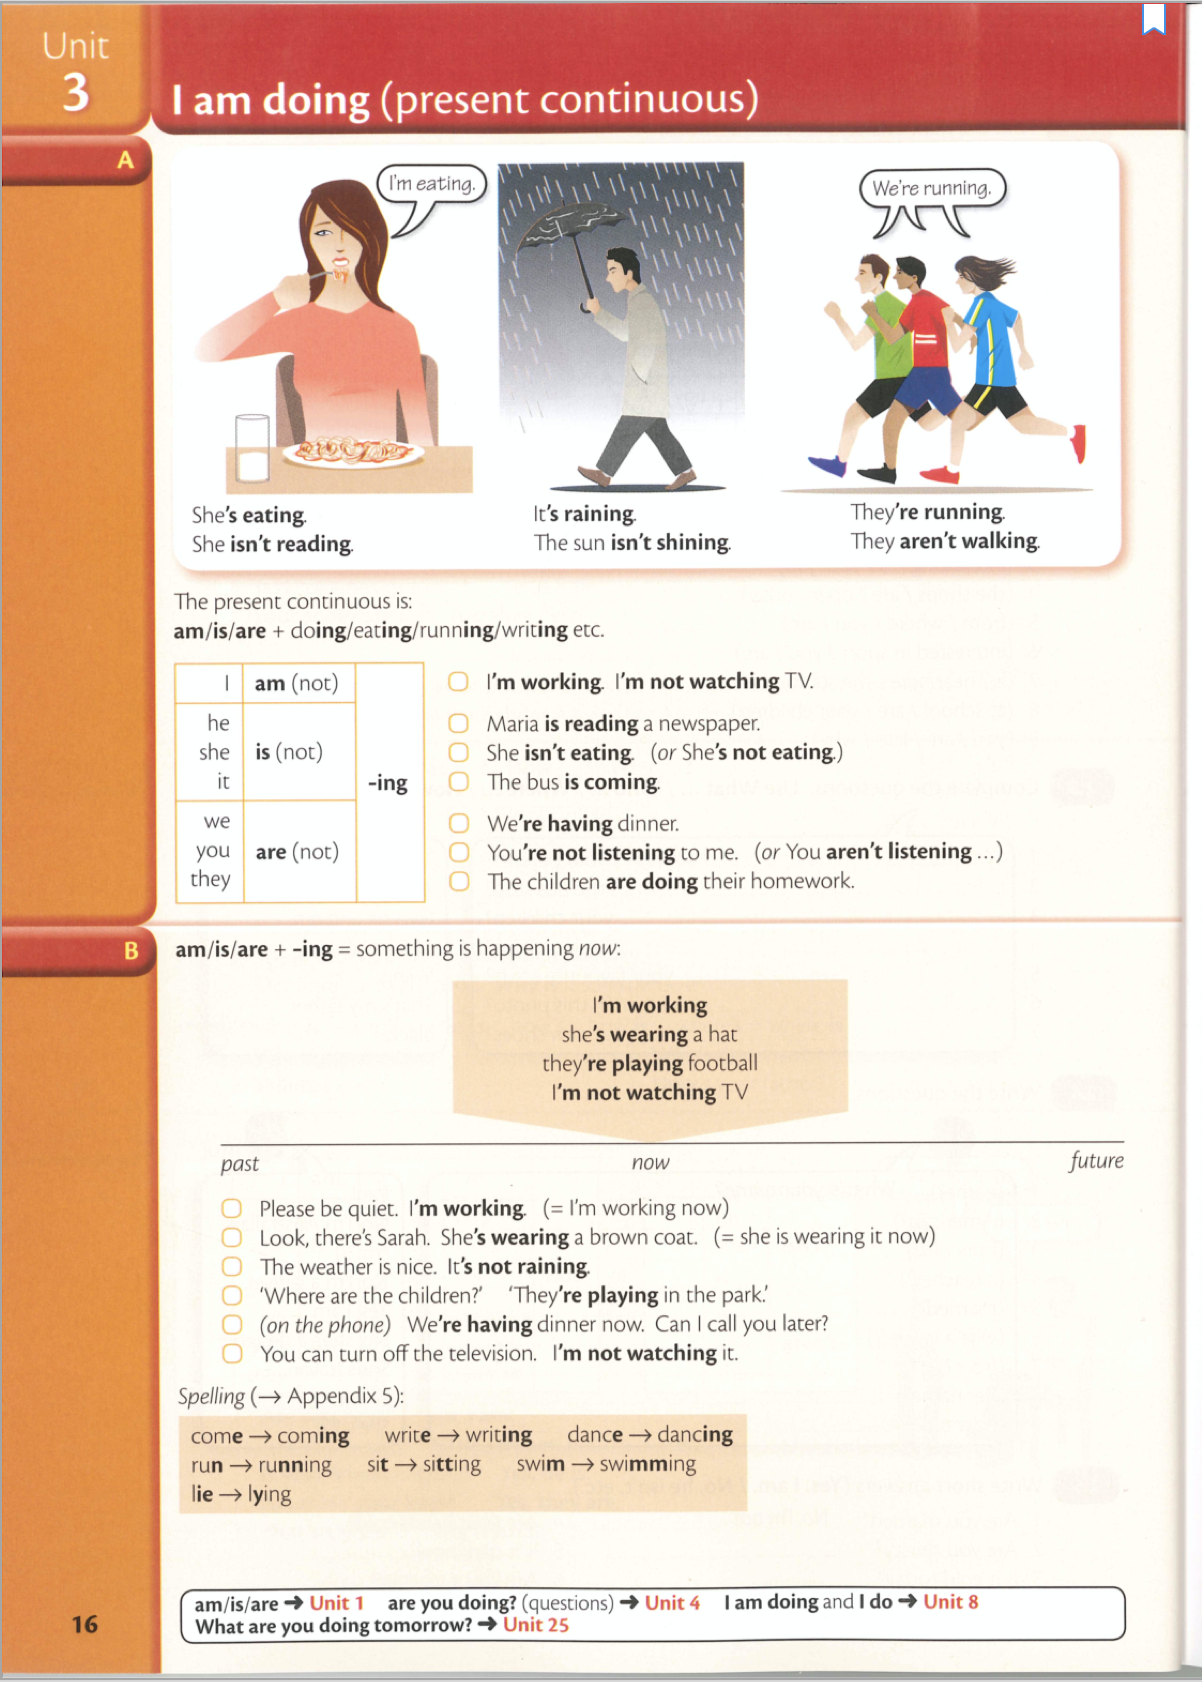 Unit
3
I am doing (present continuous)
A
I'm eating.
We're running.
She's eating.
She isn't reading.
It's raining.
The sun isn't shining.
They're running.
They aren't walking.
The present continuous is:
am/is/are + doing/eating/running/writing etc.
I am (not)
he
she is (not)
it
-ing
we
you are (not)
they
I'm working. I'm not watching TV.
Maria is reading a newspaper.
She isn't eating. (or She's not eating.)
The bus is coming.
We're having dinner.
You're not listening to me. (or You aren't listening ...)
The children are doing their homework.
B
am/is/are + -ing = something is happening now:
I'm working
she's wearing a hat
they're playing football
I'm not watching TV
past now future
Please be quiet. I'm working. (= I'm working now)
Look, there's Sarah. She's wearing a brown coat. (= she is wearing it now)
The weather is nice. It's not raining.
'Where are the children?' 'They're playing in the park.'
(on the phone) We're having dinner now. Can I call you later?
You can turn off the television. I'm not watching it.
Spelling (→ Appendix 5):
come → coming write → writing dance → dancing
run → running sit → sitting swim → swimming
lie → lying
am/is/are → Unit 1 are you doing? (questions) → Unit 4 I am doing and I do → Unit 8
What are you doing tomorrow? → Unit 25
16